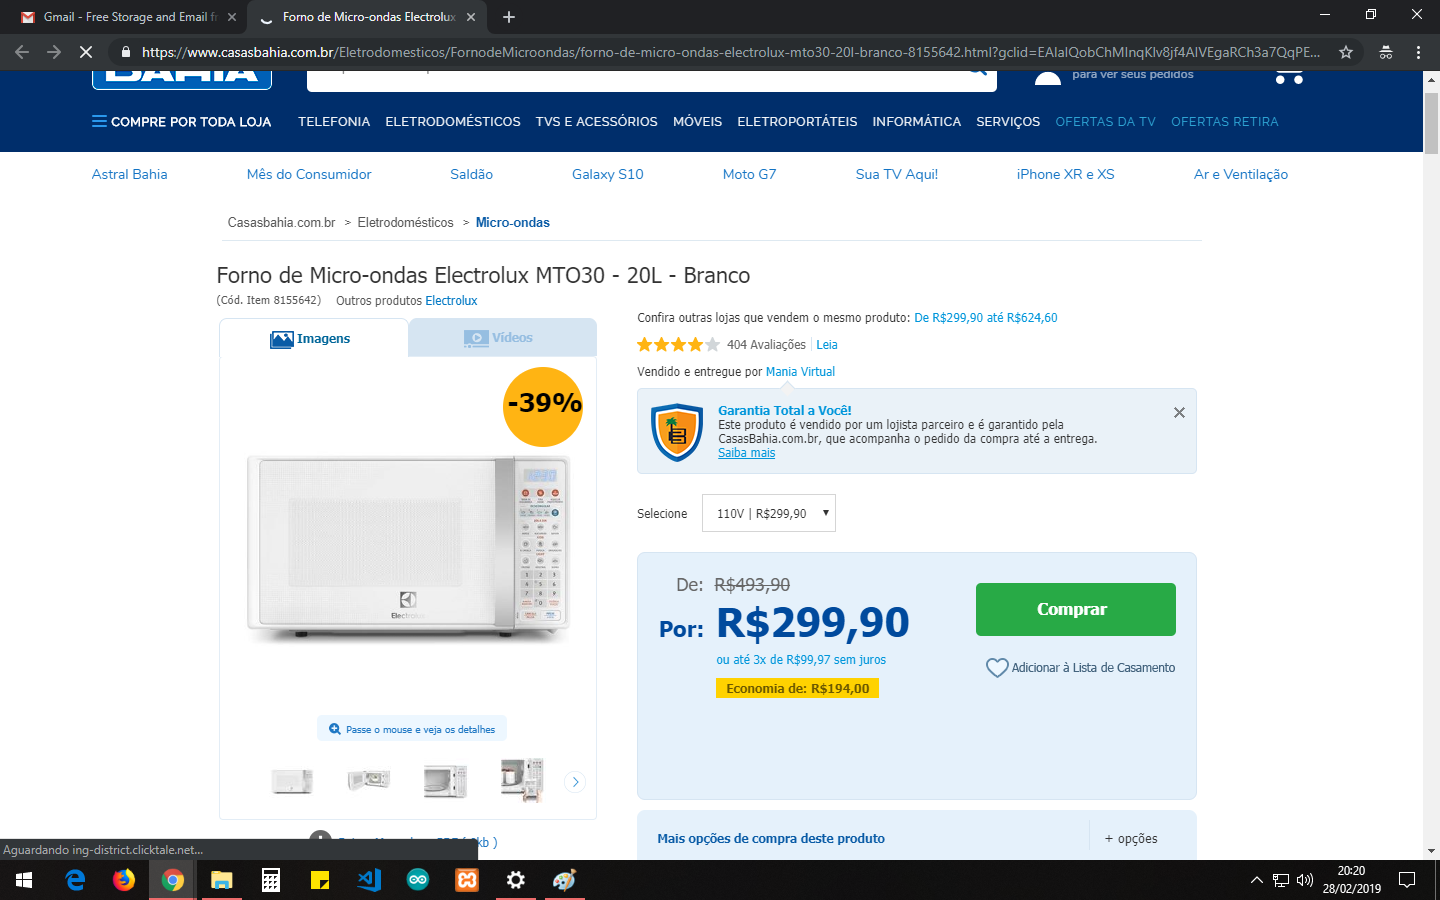 Gmail - Free Storage and Email fr
Forno de Micro-ondas Electrolux
https://www.casasbahia.com.br/Eletrodomesticos/FornodeMicroondas/forno-de-micro-ondas-electrolux-mto30-20l-branco-8155642.html?gclid=EAIaIQobChMInqKlv8jf4AIVEgaRCh3a7QqPE...
BAHIA
para ver seus pedidos
COMPRE POR TODA LOJA TELEFONIA ELETRODOMÉSTICOS TVS E ACESSÓRIOS MÓVEIS ELETROPORTÁTEIS INFORMÁTICA SERVIÇOS OFERTAS DA TV OFERTAS RETIRA
Astral Bahia Mês do Consumidor Saldão Galaxy S10 Moto G7 Sua TV Aqui! iPhone XR e XS Ar e Ventilação
Casasbahia.com.br > Eletrodomésticos > Micro-ondas
Forno de Micro-ondas Electrolux MTO30 - 20L - Branco
(Cód. Item 8155642) Outros produtos Electrolux
Imagens Vídeos
-39%
Electrolux
Passe o mouse e veja os detalhes
Confira outras lojas que vendem o mesmo produto: De R$299,90 até R$624,60
404 Avaliações Leia
Vendido e entregue por Mania Virtual
Garantia Total a Você!
Este produto é vendido por um lojista parceiro e é garantido pela
CasasBahia.com.br, que acompanha o pedido da compra até a entrega.
Saiba mais
Selecione 110V | R$299,90
De: R$493,90
Por: R$299,90
ou até 3x de R$99,97 sem juros
Economia de: R$194,00
Comprar
Adicionar à Lista de Casamento
Mais opções de compra deste produto + opções
kb )
Aguardando ing-district.clicktale.net...
20:20
28/02/2019